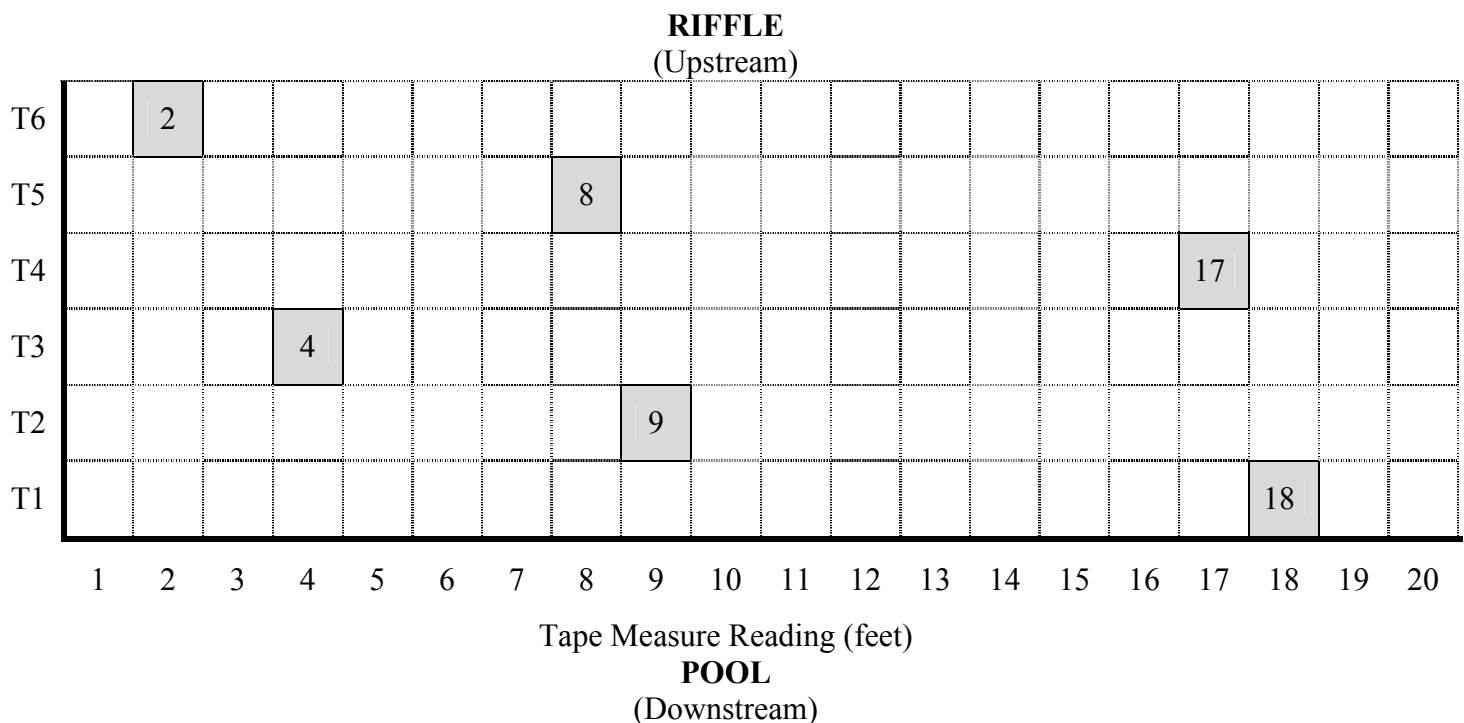 RIFFLE
(Upstream)
T6 2
T5 8
T4 17
T3 4
T2 9
T1 18
1 2 3 4 5 6 7 8 9 10 11 12 13 14 15 16 17 18 19 20
Tape Measure Reading (feet)
POOL
(Downstream)